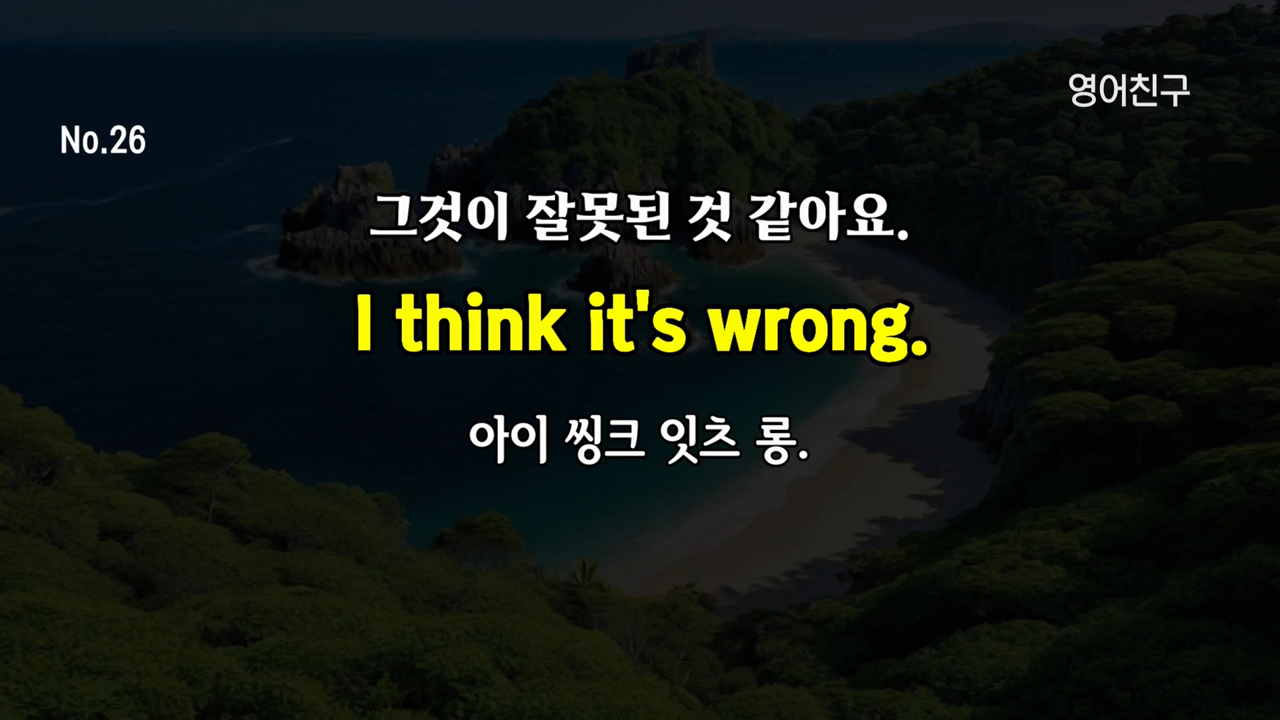 영어친구
No.26
그것이 잘못된 것 같아요.
I think it's wrong.
아이 씽크 잇츠 롱.